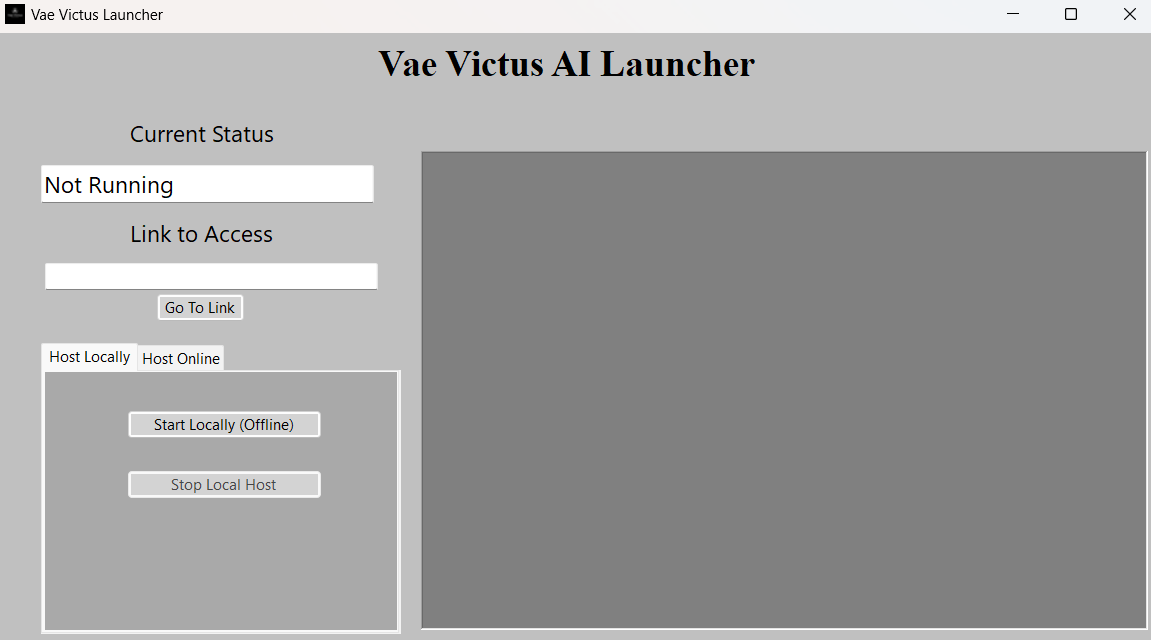 Vae Victus Launcher
Vae Victus AI Launcher
Current Status
Not Running
Link to Access
Go To Link
Host Locally
Host Online
Start Locally (Offline)
Stop Local Host